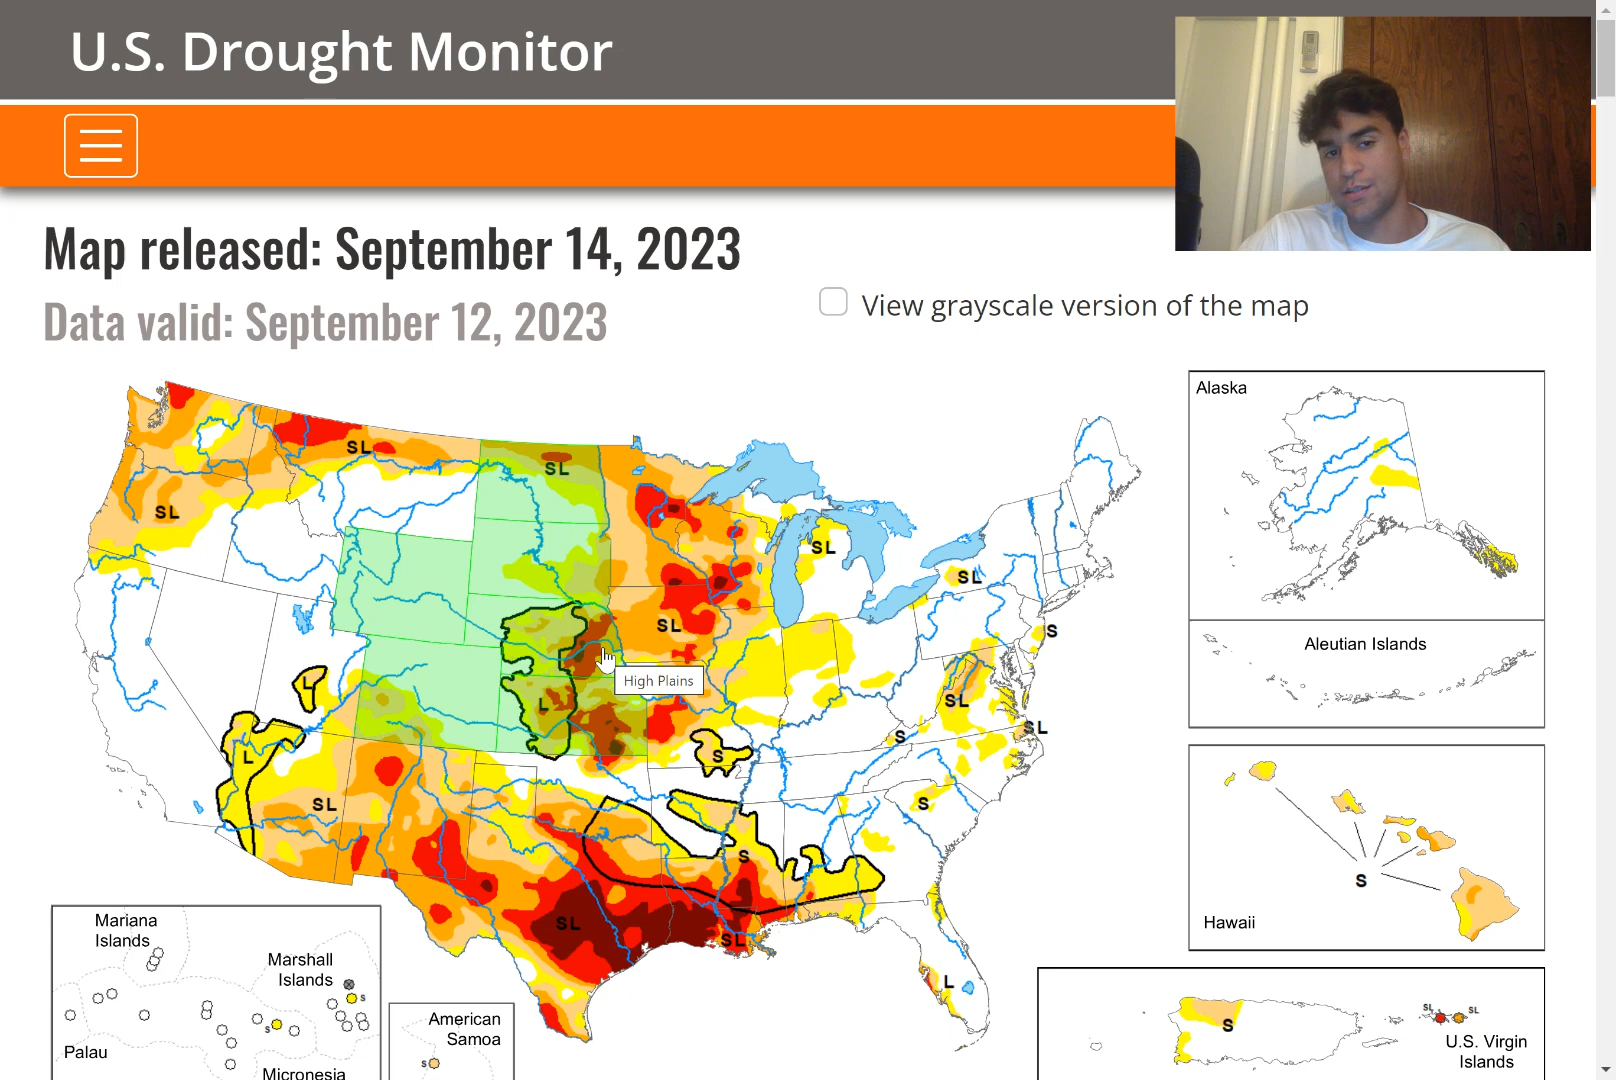 U.S. Drought Monitor
Map released: September 14, 2023
Data valid: September 12, 2023
View grayscale version of the map
Alaska
SL
SL
SL
SL
SL
Aleutian Islands
SL
S
High Plains
L
L
SL
SL
S
L
S
SL
S
S
S
Hawaii
SL
SL
L
Mariana
Islands
Marshall
Islands
S
S
Palau
Micronesia
American
Samoa
S
S
SL
SL
U.S. Virgin
Islands